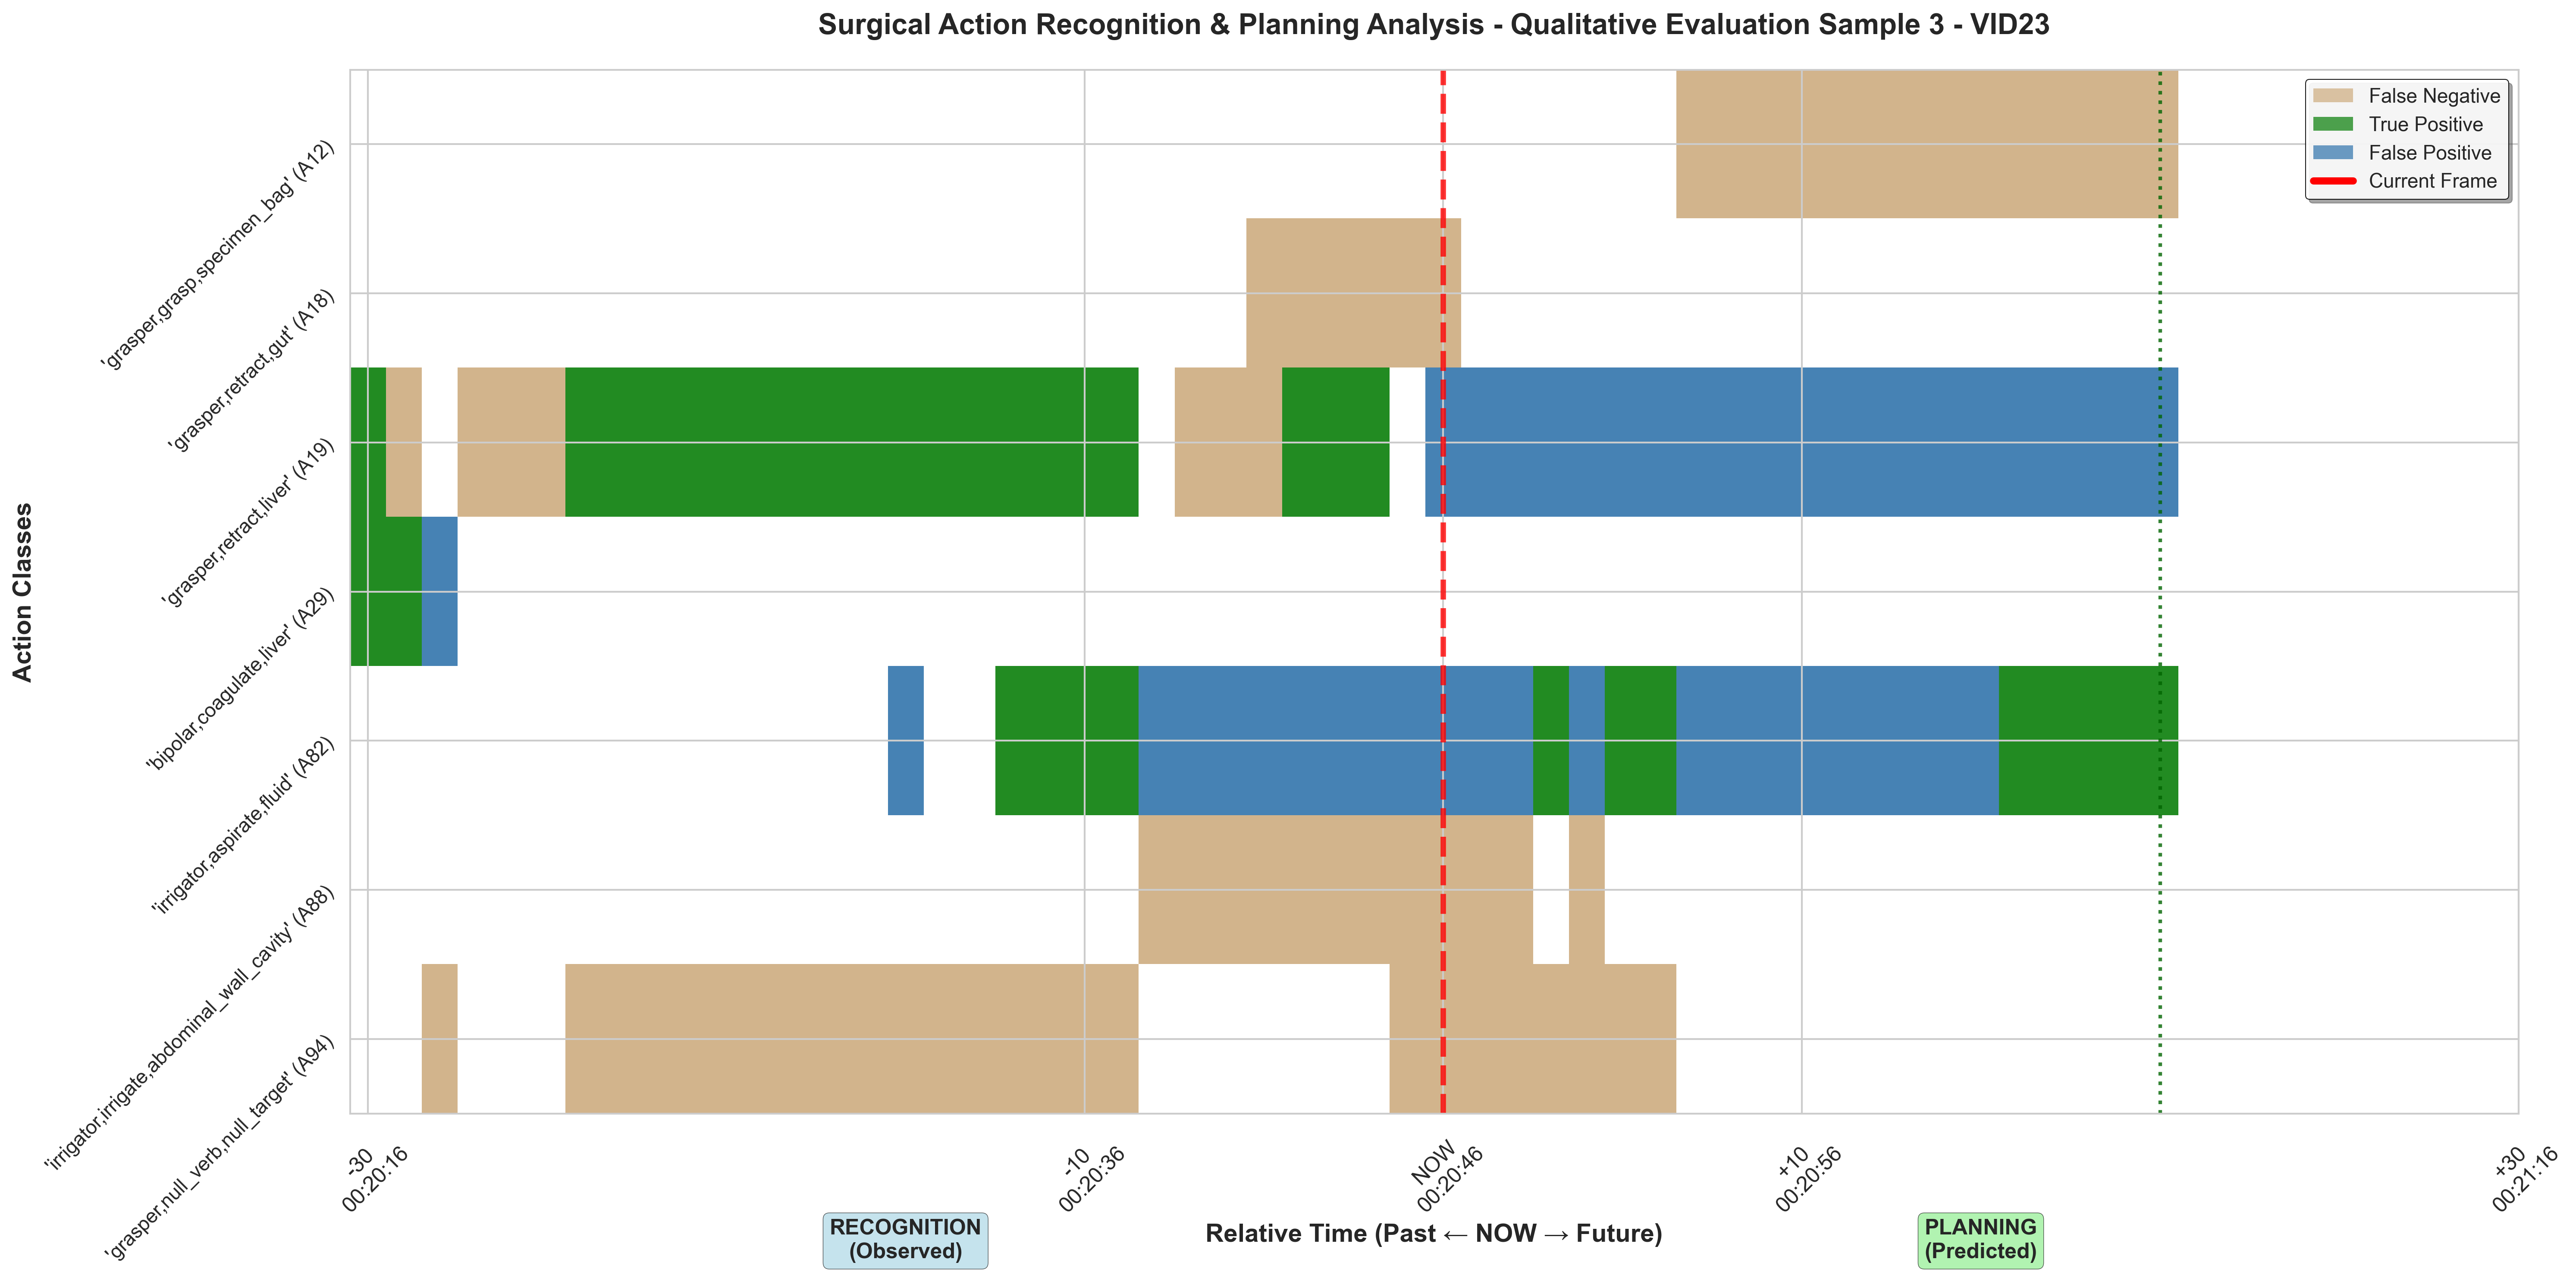 Surgical Action Recognition & Planning Analysis - Qualitative Evaluation Sample 3 - VID23
False Negative
True Positive
False Positive
Current Frame
Action Classes
'grasper,grasp,specimen_bag' (A12)
'grasper,retract,gut' (A18)
'grasper,retract,liver' (A19)
'bipolar,coagulate,liver' (A29)
'irrigator,aspirate,fluid' (A82)
'irrigator,irrigate,abdominal_wall_cavity' (A88)
'grasper,null_verb,null_target' (A94)
-30
00:20:16
-10
00:20:36
NOW
00:20:46
+10
00:20:56
+30
00:21:16
RECOGNITION
(Observed)
Relative Time (Past ← NOW → Future)
PLANNING
(Predicted)